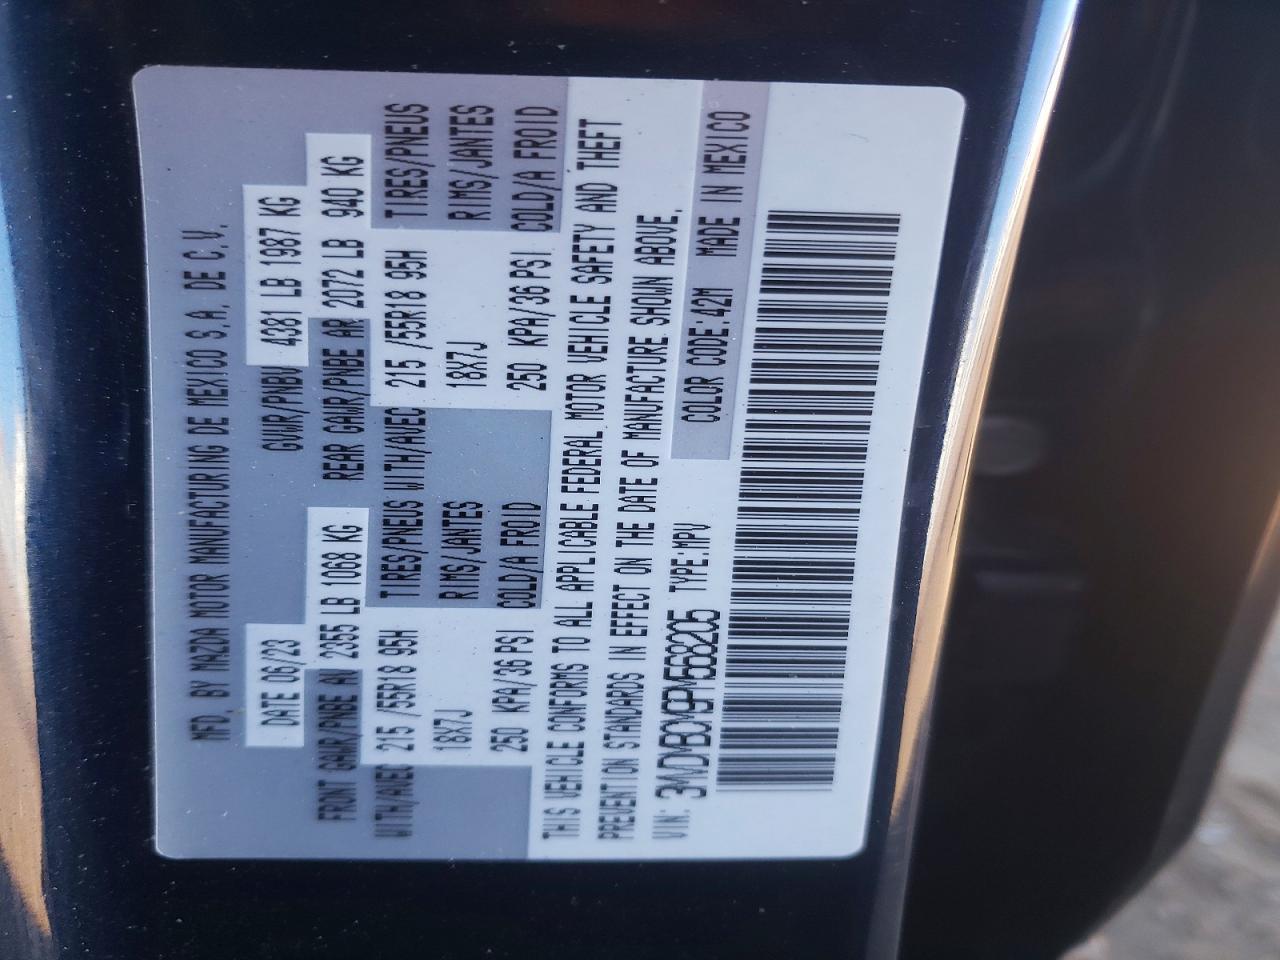 MFD. BY MAZDA MOTOR MANUFACTURING DE MEXICO S.A. DE C.V.
DATE 06/23 GVWR/PNBV 4381 LB 1987 KG
FRONT GAWR/PNBE AV 2355 LB 1068 KG REAR GAWR/PNBE AR 2072 LB 940 KG
WITH/AVEC 215 /55R18 95H TIRES/PNEUS WITH/AVEC 215 /55R18 95H TIRES/PNEUS
18X7J RIMS/JANTES 18X7J RIMS/JANTES
250 KPA/36 PSI COLD/A FROID 250 KPA/36 PSI COLD/A FROID
THIS VEHICLE CONFORMS TO ALL APPLICABLE FEDERAL MOTOR VEHICLE SAFETY AND THEFT
PREVENTION STANDARDS IN EFFECT ON THE DATE OF MANUFACTURE SHOWN ABOVE.
VIN: 3MVDMBCM9PM568205 TYPE:MPV
COLOR CODE:42M MADE IN MEXICO